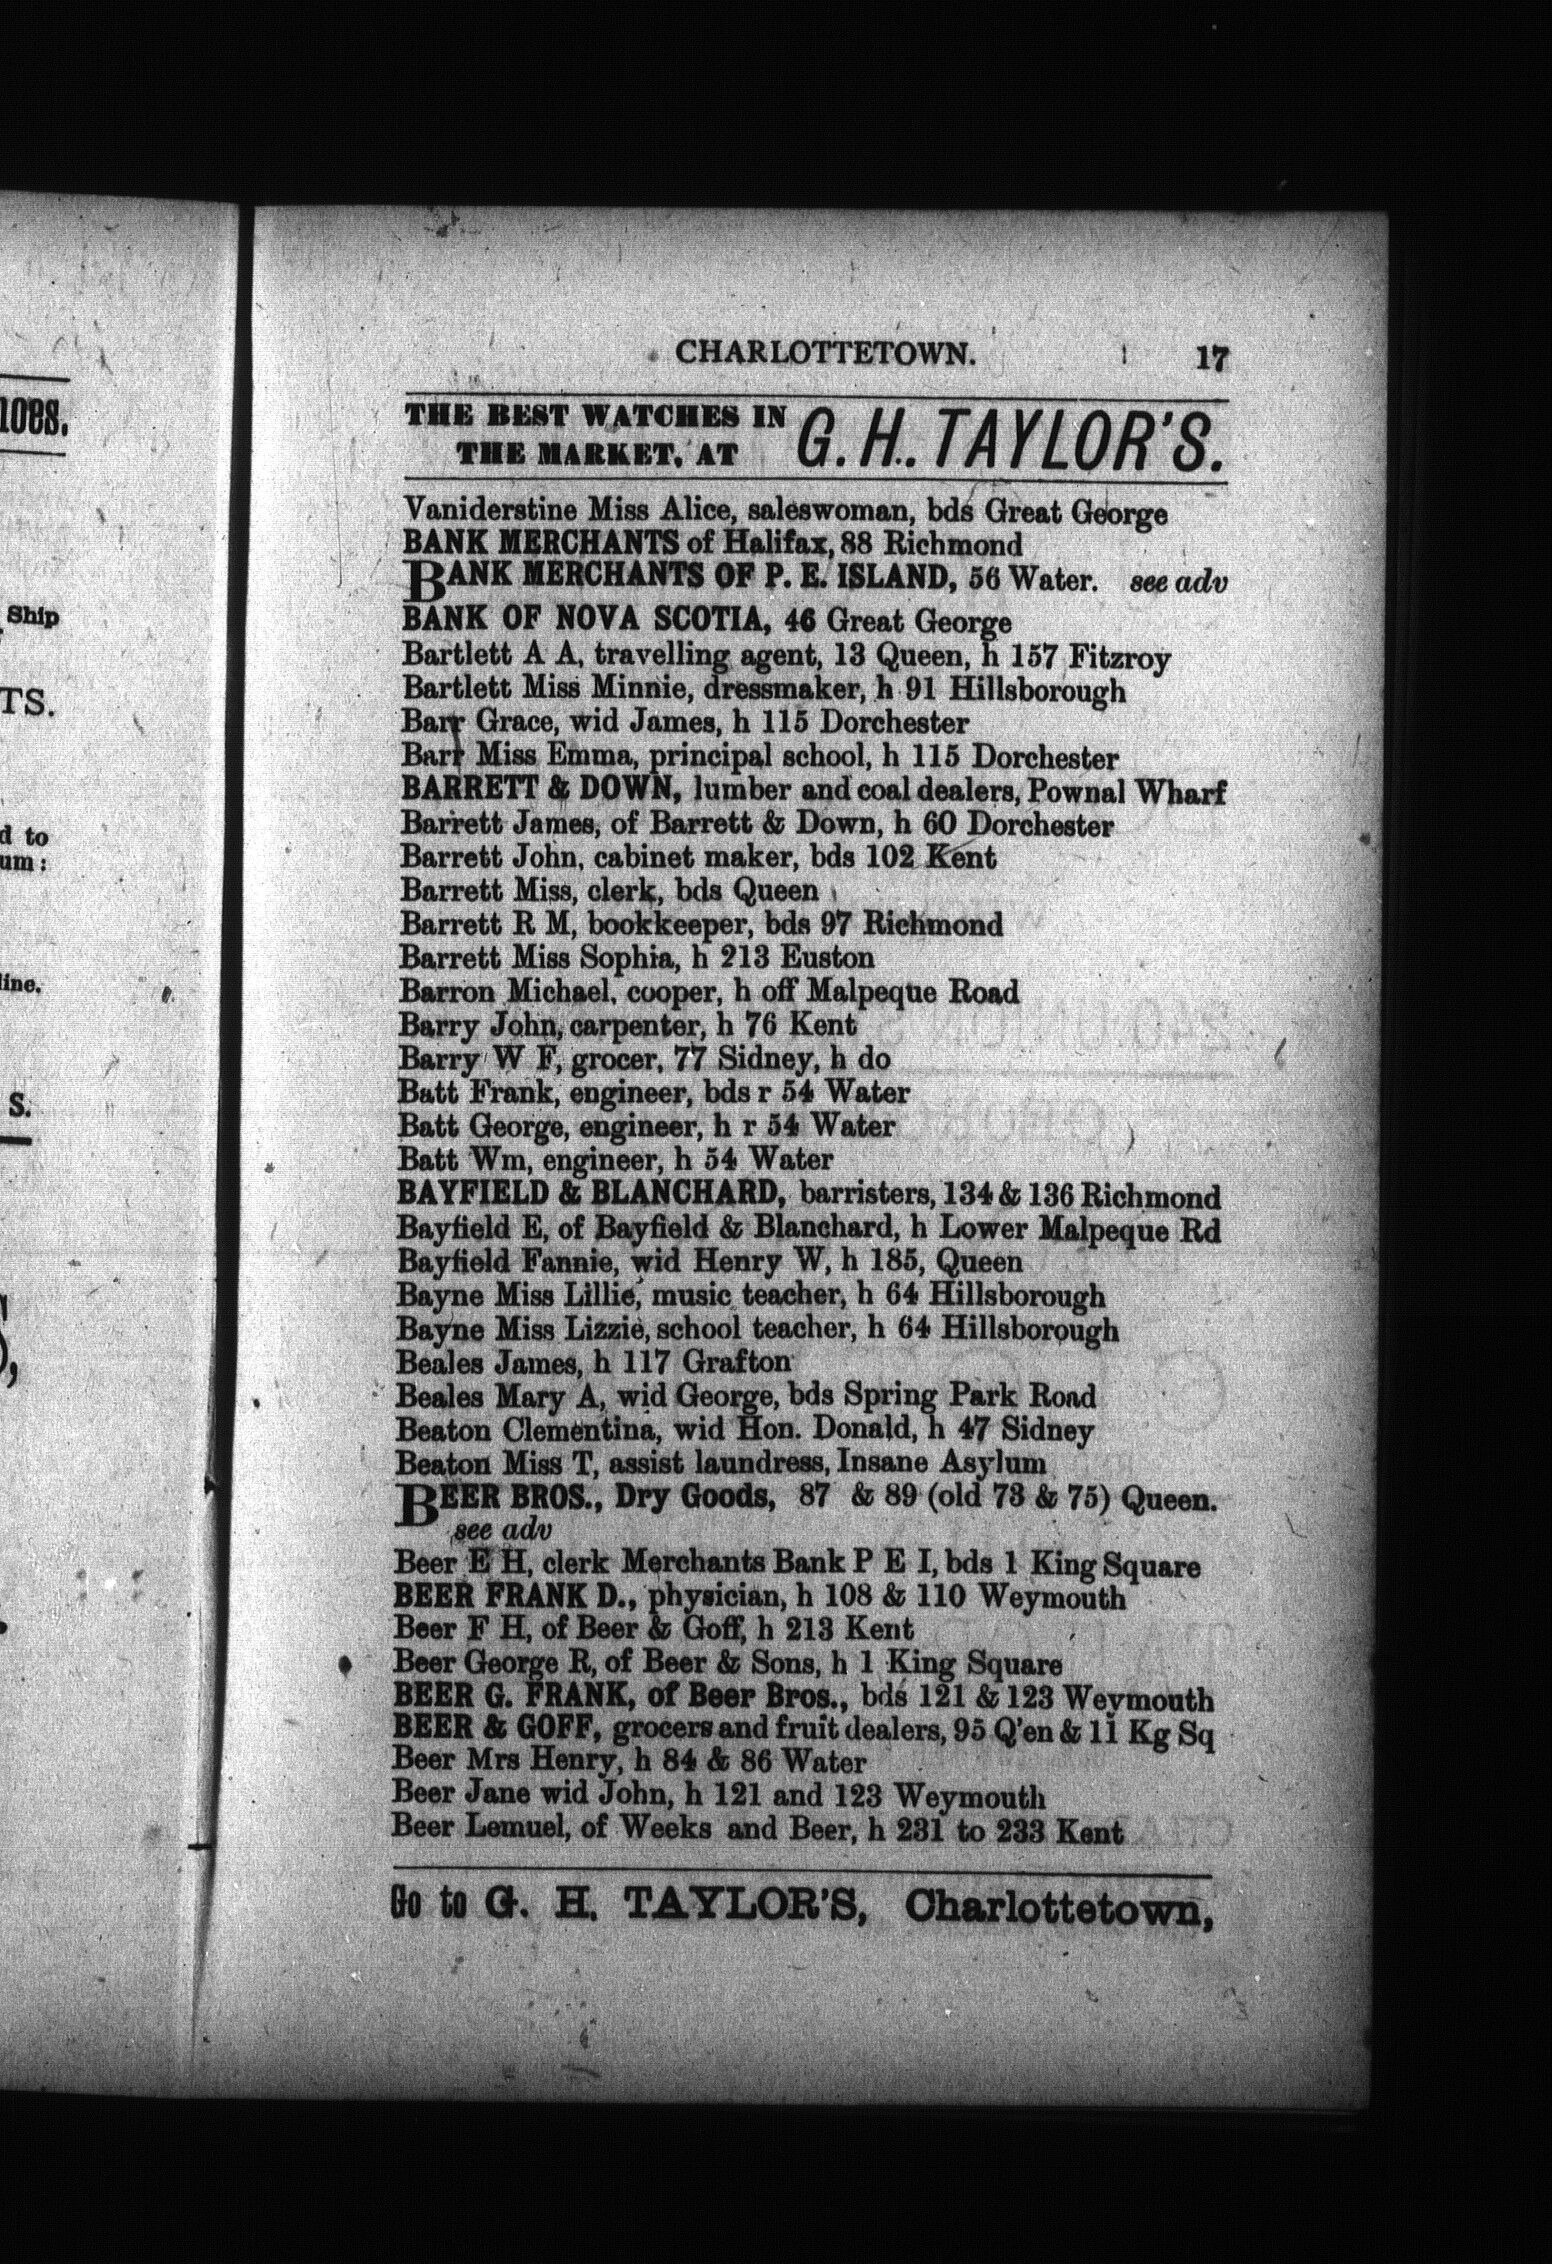 CHARLOTTETOWN. 17
THE BEST WATCHES IN
THE MARKET, AT G. H. TAYLOR'S.
Vaniderstine Miss Alice, saleswoman, bds Great George
BANK MERCHANTS of Halifax, 88 Richmond
BANK MERCHANTS OF P. E. ISLAND, 56 Water. see adv
BANK OF NOVA SCOTIA, 46 Great George
Bartlett A A, travelling agent, 13 Queen, h 157 Fitzroy
Bartlett Miss Minnie, dressmaker, h 91 Hillsborough
Barr Grace, wid James, h 115 Dorchester
Barr Miss Emma, principal school, h 115 Dorchester
BARRETT & DOWN, lumber and coal dealers, Pownal Wharf
Barrett James, of Barrett & Down, h 60 Dorchester
Barrett John, cabinet maker, bds 102 Kent
Barrett Miss, clerk, bds Queen
Barrett R M, bookkeeper, bds 97 Richmond
Barrett Miss Sophia, h 213 Euston
Barron Michael, cooper, h off Malpeque Road
Barry John, carpenter, h 76 Kent
Barry W F, grocer, 77 Sidney, h do
Batt Frank, engineer, bds r 54 Water
Batt George, engineer, h r 54 Water
Batt Wm, engineer, h 54 Water
BAYFIELD & BLANCHARD, barristers, 134 & 136 Richmond
Bayfield E, of Bayfield & Blanchard, h Lower Malpeque Rd
Bayfield Fannie, wid Henry W, h 185, Queen
Bayne Miss Lillie, music teacher, h 64 Hillsborough
Bayne Miss Lizzie, school teacher, h 64 Hillsborough
Beales James, h 117 Grafton
Beales Mary A, wid George, bds Spring Park Road
Beaton Clementina, wid Hon. Donald, h 47 Sidney
Beaton Miss T, assist laundress, Insane Asylum
BEER BROS., Dry Goods, 87 & 89 (old 73 & 75) Queen.
see adv
Beer E H, clerk Merchants Bank P E I, bds 1 King Square
BEER FRANK D., physician, h 108 & 110 Weymouth
Beer F H, of Beer & Goff, h 213 Kent
Beer George R, of Beer & Sons, h 1 King Square
BEER G. FRANK, of Beer Bros., bds 121 & 123 Weymouth
BEER & GOFF, grocers and fruit dealers, 95 Q'en & 11 Kg Sq
Beer Mrs Henry, h 84 & 86 Water
Beer Jane wid John, h 121 and 123 Weymouth
Beer Lemuel, of Weeks and Beer, h 231 to 233 Kent
Go to G. H. TAYLOR'S, Charlottetown,